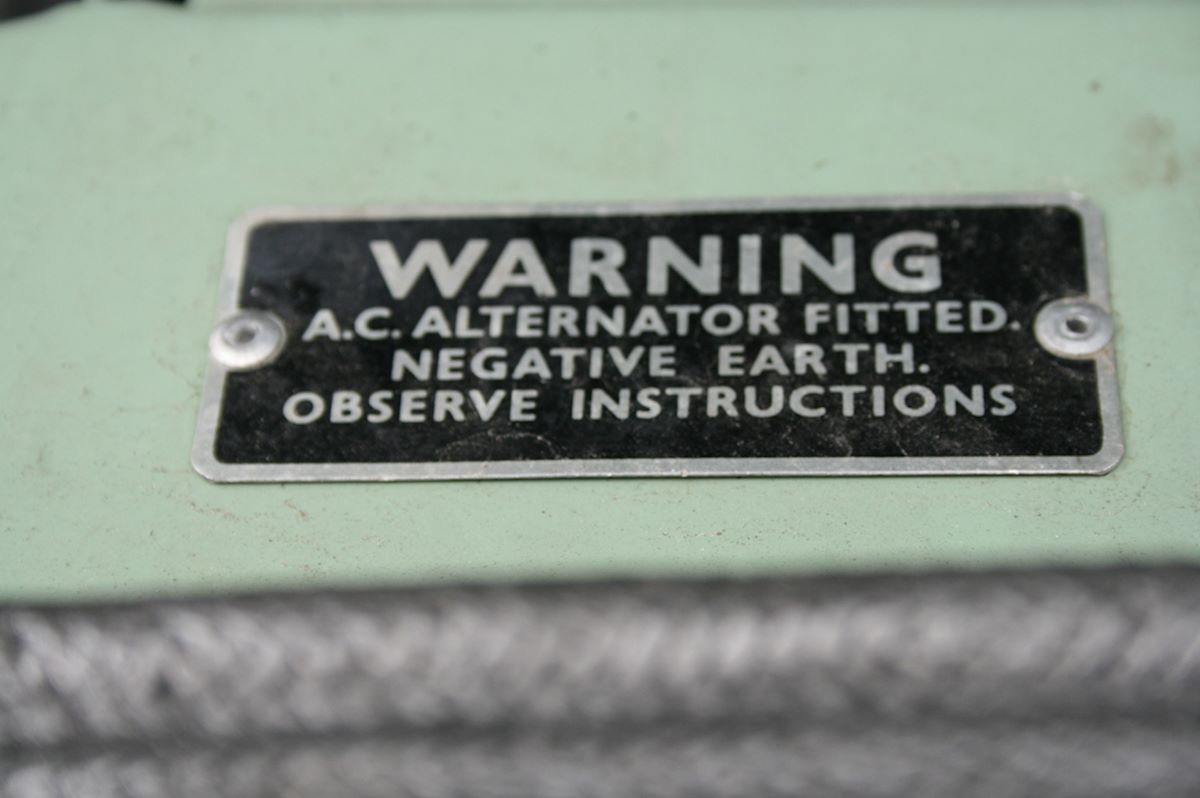 WARNING
A.C. ALTERNATOR FITTED.
NEGATIVE EARTH.
OBSERVE INSTRUCTIONS